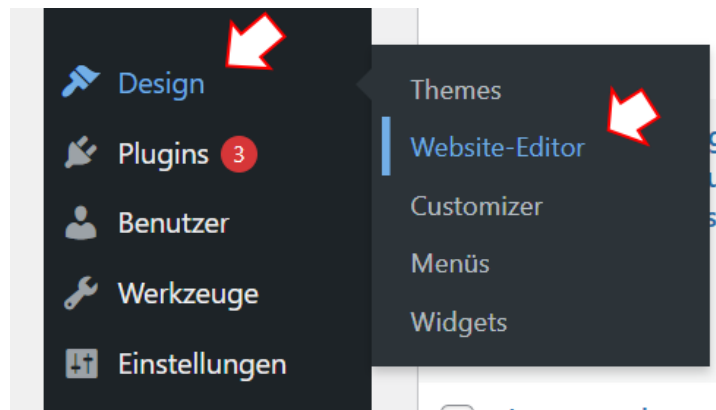 Design
Plugins 3
Benutzer
Werkzeuge
Einstellungen
Themes
Website-Editor
Customizer
Menüs
Widgets